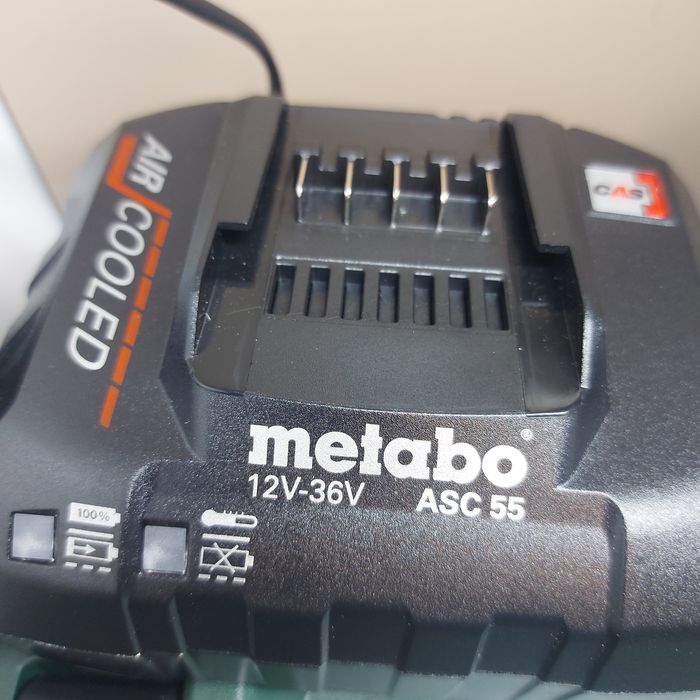 AIR COOLED
CAS
metabo®
12V-36V ASC 55
100%